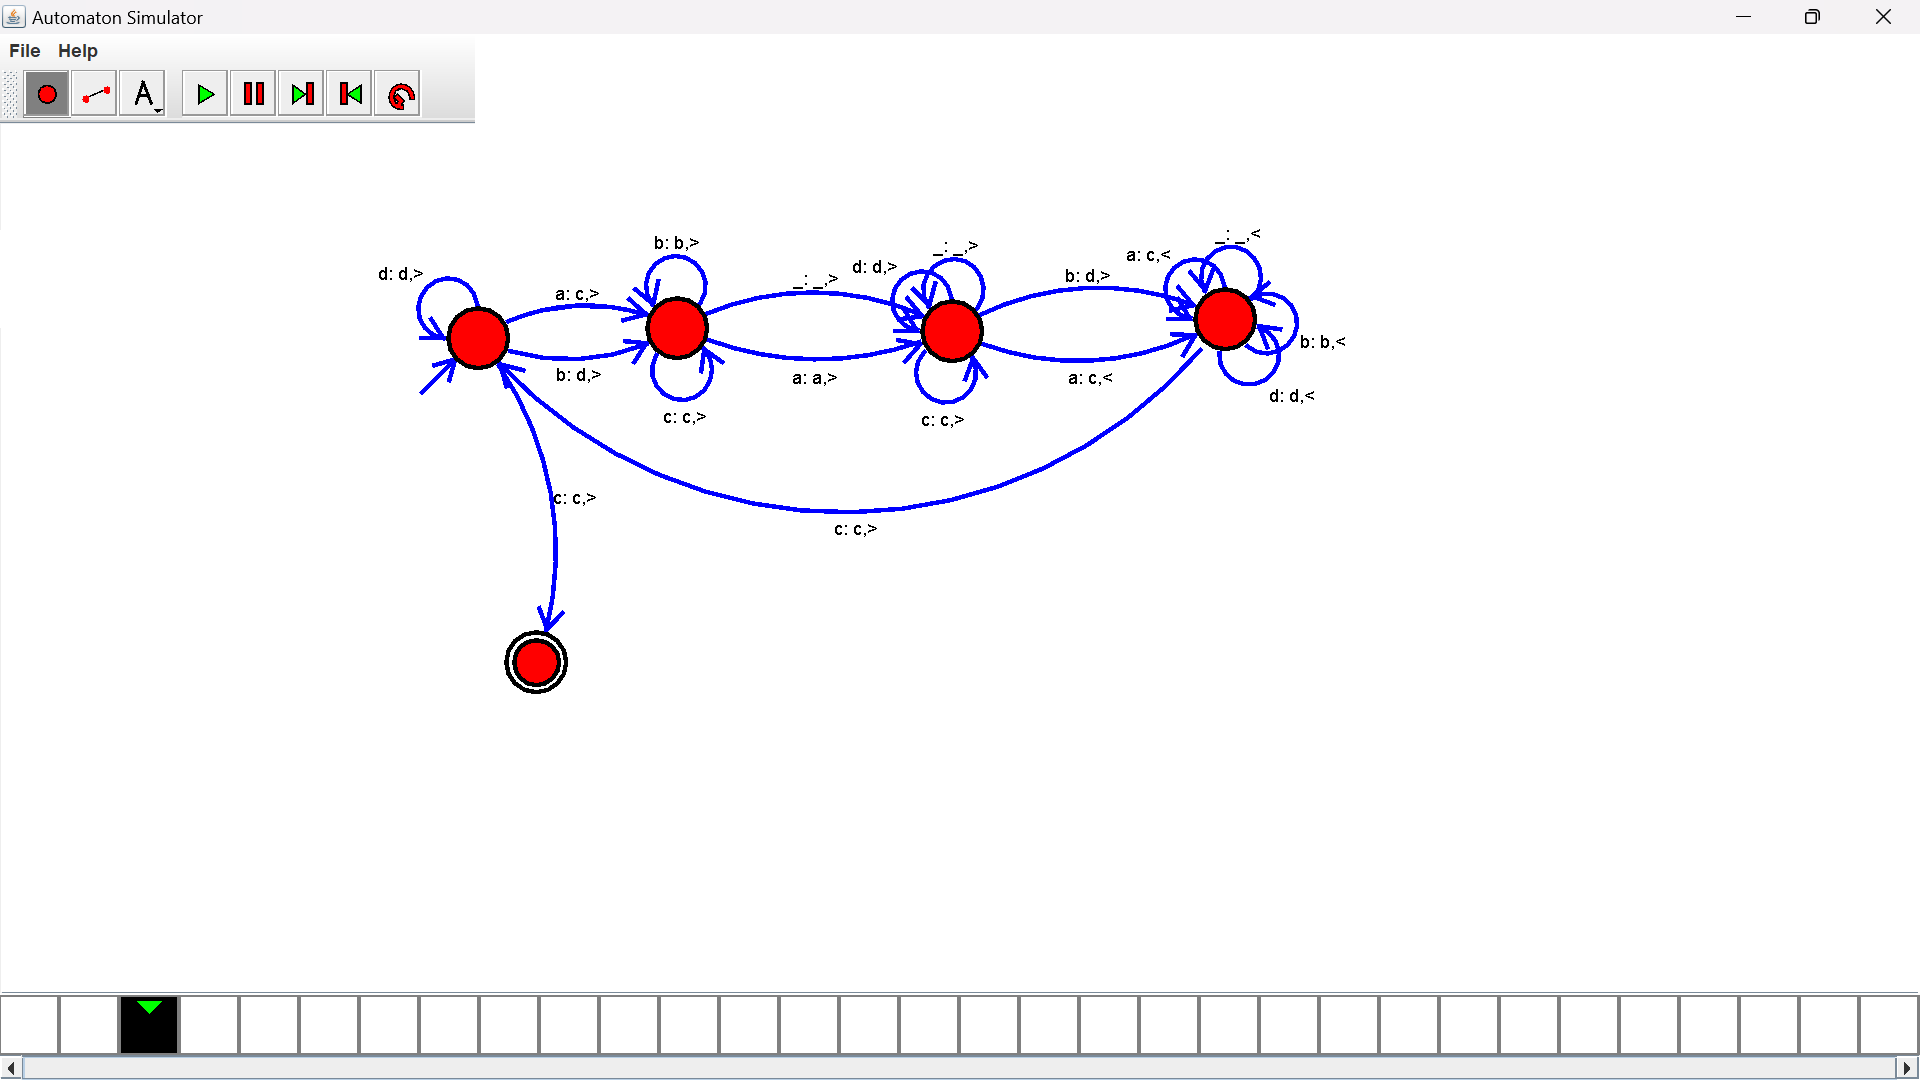 Automaton Simulator
File Help
A
_: _,<
b: b,>
_: _,>
a: c,<
d: d,>
d: d,>
b: d,>
_: _,>
a: c,>
b: b,<
b: d,>
a: a,>
a: c,<
d: d,<
c: c,>
c: c,>
c: c,>
c: c,>